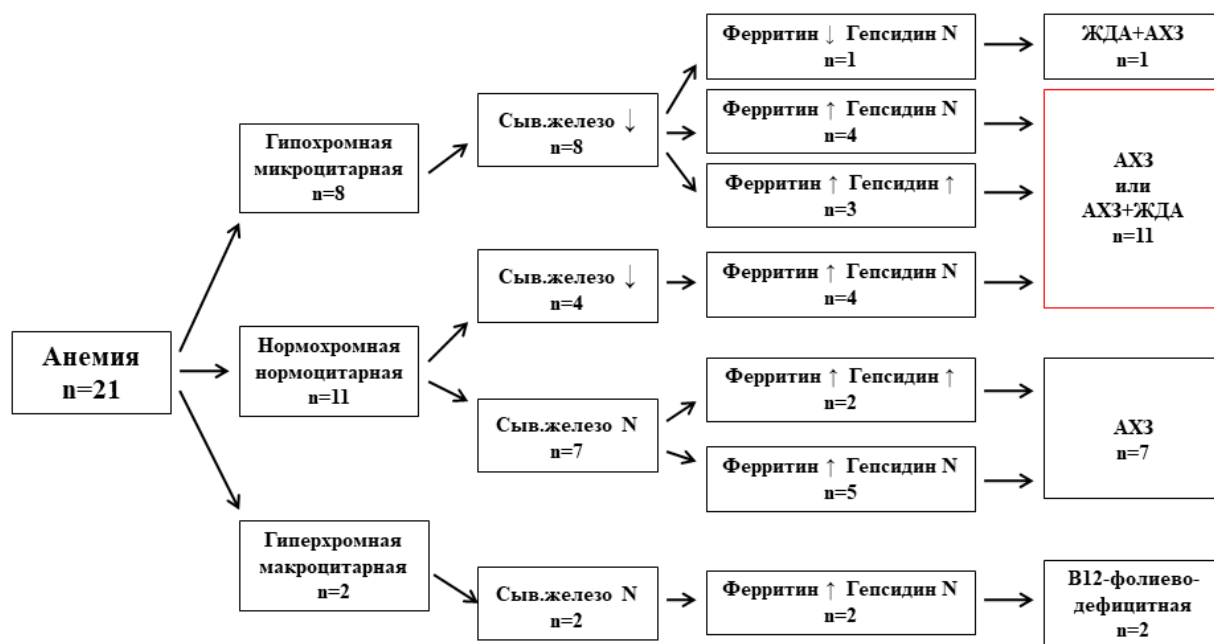 Анемия
n=21
Гипохромная
микроцитарная
n=8
Нормохромная
нормоцитарная
n=11
Гиперхромная
макроцитарная
n=2
Сыв.железо ↓
n=8
Сыв.железо ↓
n=4
Сыв.железо N
n=7
Сыв.железо N
n=2
Ферритин ↓ Гепсидин N
n=1
Ферритин ↑ Гепсидин N
n=4
Ферритин ↑ Гепсидин ↑
n=3
Ферритин ↑ Гепсидин N
n=4
Ферритин ↑ Гепсидин ↑
n=2
Ферритин ↑ Гепсидин N
n=5
Ферритин ↑ Гепсидин N
n=2
ЖДА+АХЗ
n=1
АХЗ
или
АХЗ+ЖДА
n=11
АХЗ
n=7
В12-фолиево-
дефицитная
n=2